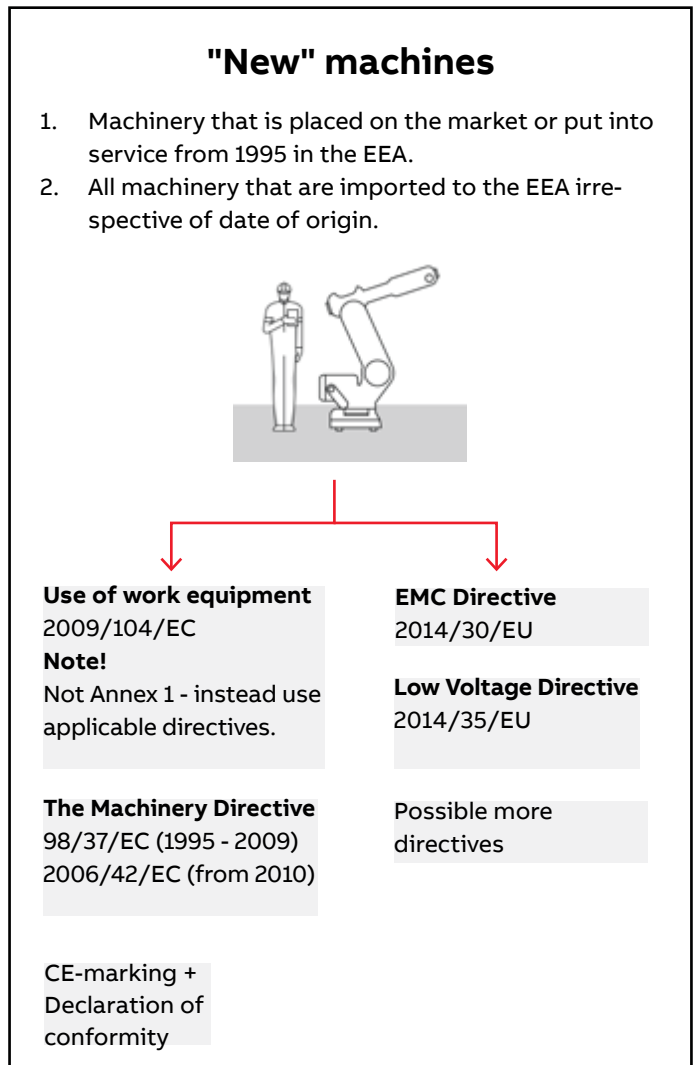 "New" machines
1. Machinery that is placed on the market or put into
service from 1995 in the EEA.
2. All machinery that are imported to the EEA irre-
spective of date of origin.
Use of work equipment
2009/104/EC
Note!
Not Annex 1 - instead use
applicable directives.
The Machinery Directive
98/37/EC (1995 - 2009)
2006/42/EC (from 2010)
CE-marking +
Declaration of
conformity
EMC Directive
2014/30/EU
Low Voltage Directive
2014/35/EU
Possible more
directives